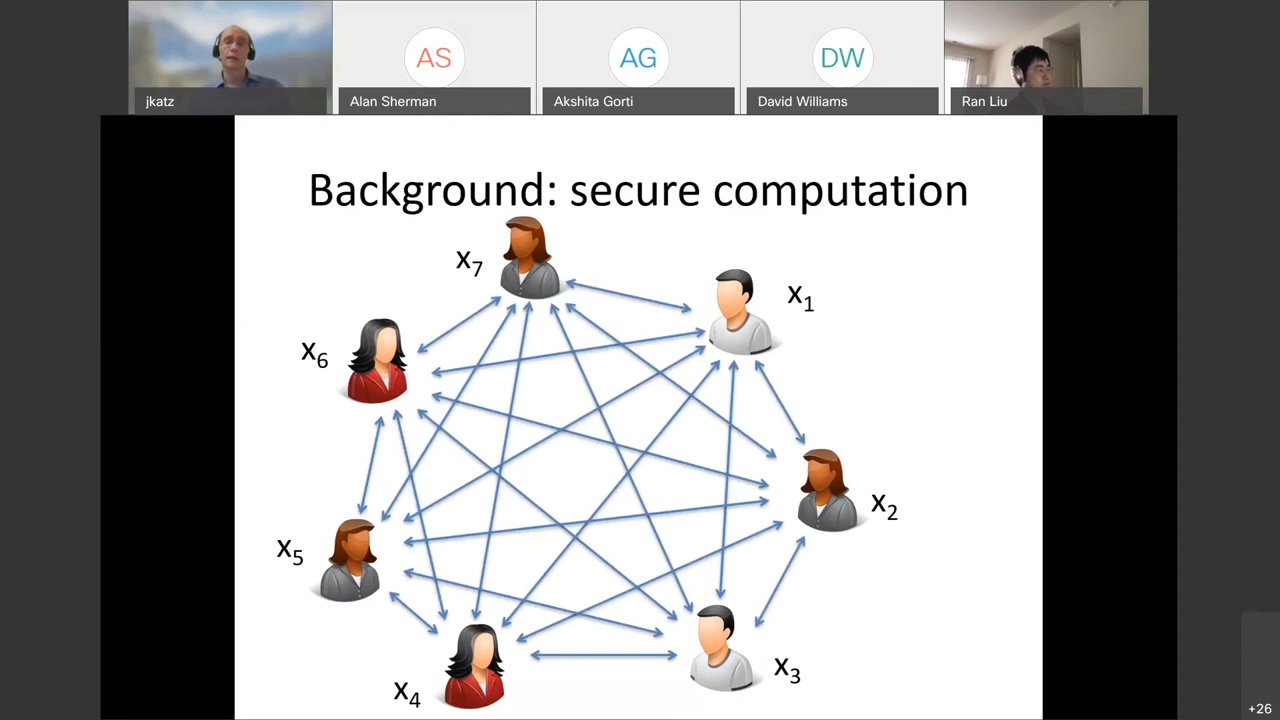 AS
AG
DW
jkatz
Alan Sherman
Akshita Gorti
David Williams
Ran Liu
Background: secure computation
x7
x1
x6
x2
x5
x3
x4
+26